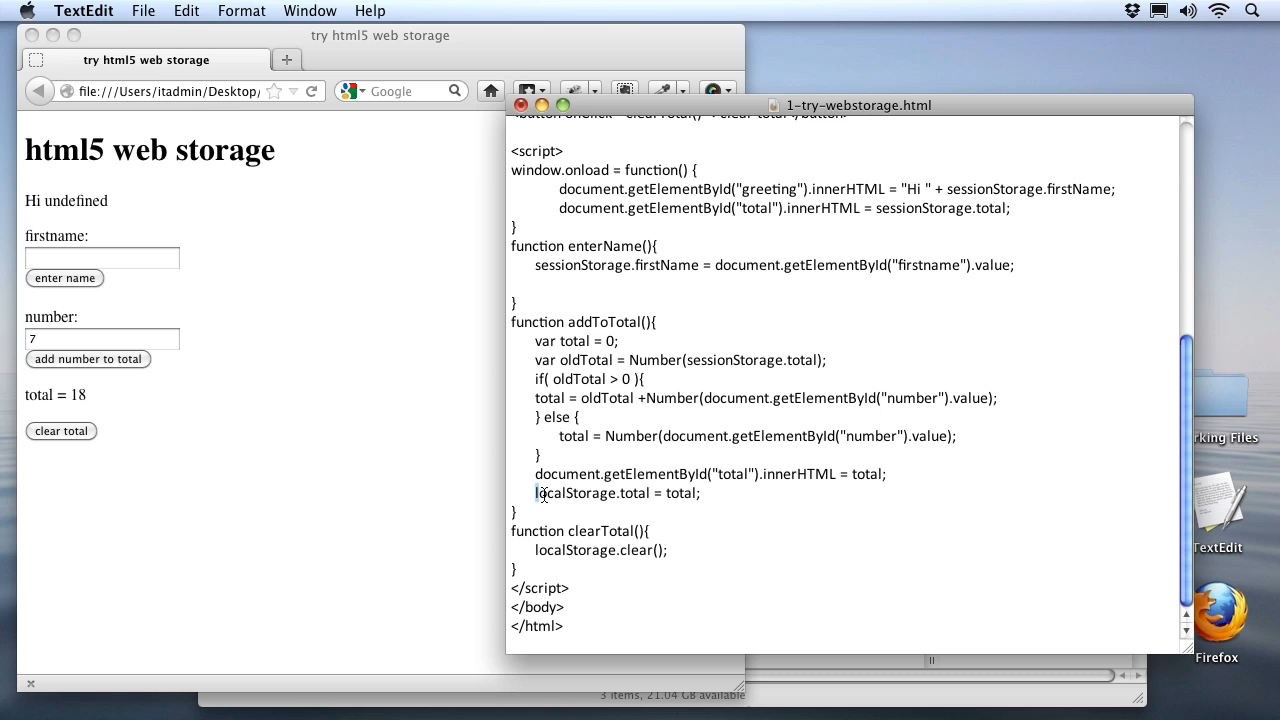 TextEdit File Edit Format Window Help
try html5 web storage
try html5 web storage
file:///Users/itadmin/Desktop/
Google
html5 web storage
Hi undefined
firstname:
enter name
number:
7
add number to total
total = 18
clear total
1-try-webstorage.html
<script>
window.onload = function() {
document.getElementById("greeting").innerHTML = "Hi " + sessionStorage.firstName;
document.getElementById("total").innerHTML = sessionStorage.total;
}
function enterName(){
sessionStorage.firstName = document.getElementById("firstname").value;
}
function addToTotal(){
var total = 0;
var oldTotal = Number(sessionStorage.total);
if( oldTotal > 0 ){
total = oldTotal +Number(document.getElementById("number").value);
} else {
total = Number(document.getElementById("number").value);
}
document.getElementById("total").innerHTML = total;
localStorage.total = total;
}
function clearTotal(){
localStorage.clear();
}
</script>
</body>
</html>
rking Files
TextEdit
Firefox
3 items, 21.04 GB available